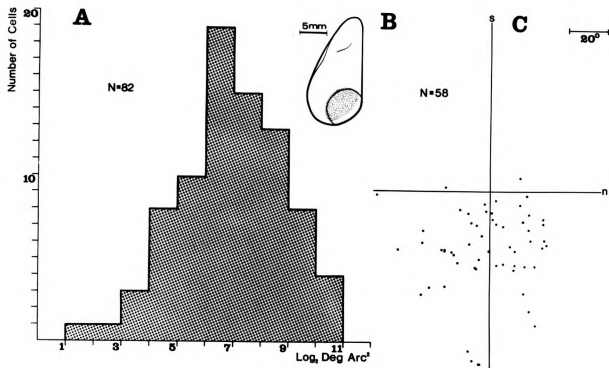 A
B
C
Number of Cells
20
10
N=82
5mm
1
3
5
7
9
11
Log₂ Deg Arc²
N=58
s
n
20°